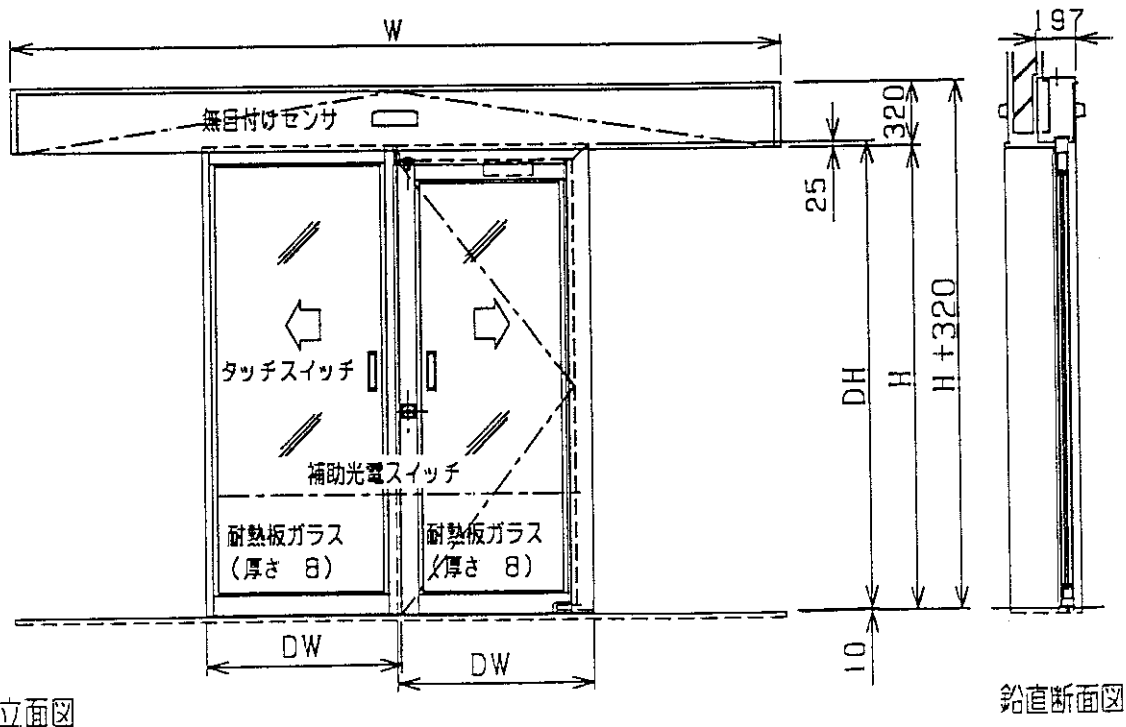 W
197
無目付けセンサ
320
25
タッチスイッチ
DH
H
H+320
補助光電スイッチ
耐熱板ガラス
(厚さ 8)
耐熱板ガラス
(厚さ 8)
DW
DW
10
立面図
鉛直断面図